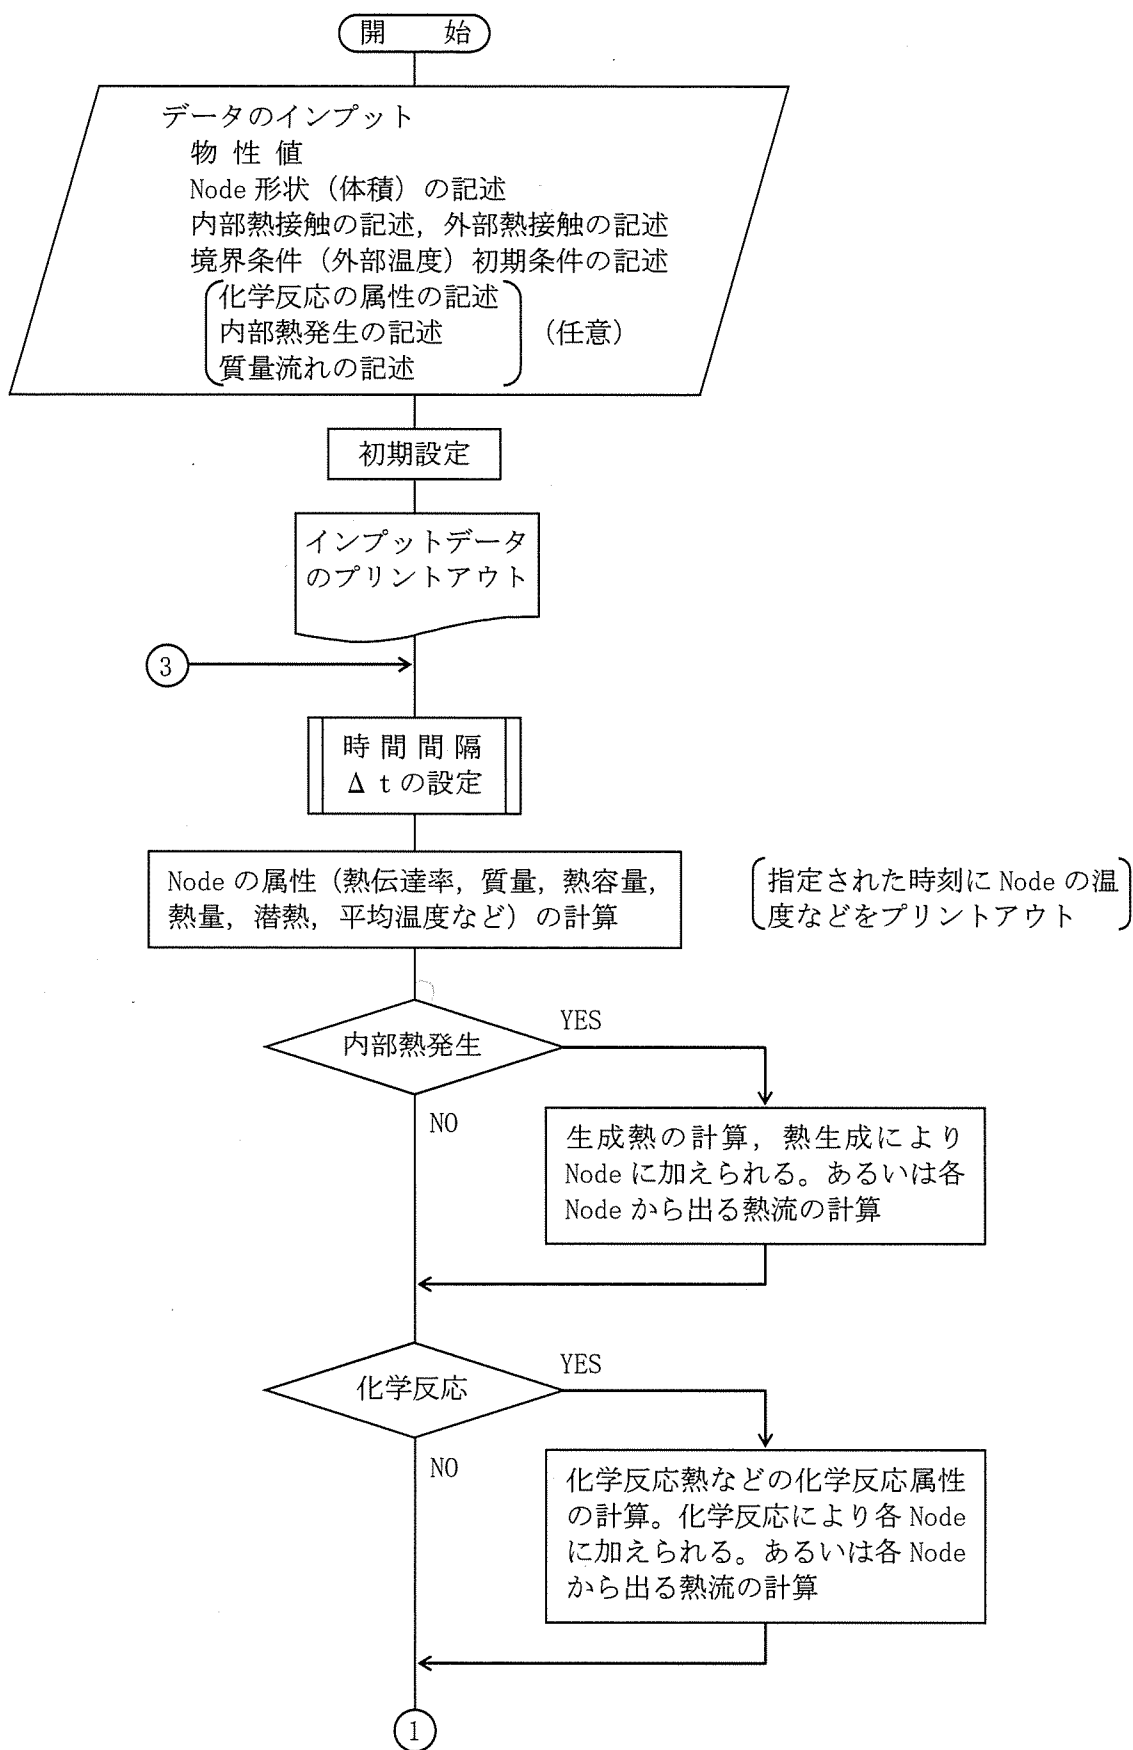 開 始
データのインプット
物 性 値
Node 形状（体積）の記述
内部熱接触の記述，外部熱接触の記述
境界条件（外部温度）初期条件の記述
化学反応の属性の記述
内部熱発生の記述 （任意）
質量流れの記述
初期設定
インプットデータ
のプリントアウト
3
時 間 間 隔
Δ t の設定
Node の属性（熱伝達率，質量，熱容量，
熱量，潜熱，平均温度など）の計算
指定された時刻に Node の温
度などをプリントアウト
内部熱発生
YES
NO
生成熱の計算，熱生成により
Node に加えられる。あるいは各
Node から出る熱流の計算
化学反応
YES
NO
化学反応熱などの化学反応属性
の計算。化学反応により各 Node
に加えられる。あるいは各 Node
から出る熱流の計算
1